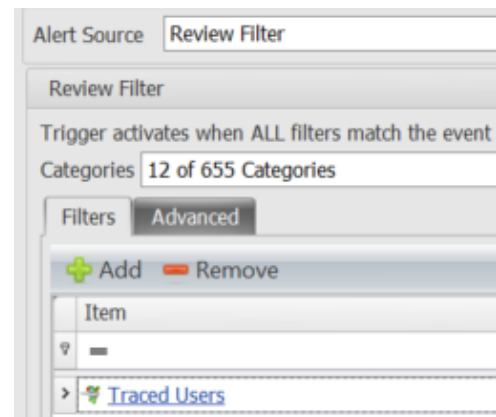 Alert Source Review Filter
Review Filter
Trigger activates when ALL filters match the event
Categories 12 of 655 Categories
Filters Advanced
Add Remove
Item
=
> Traced Users